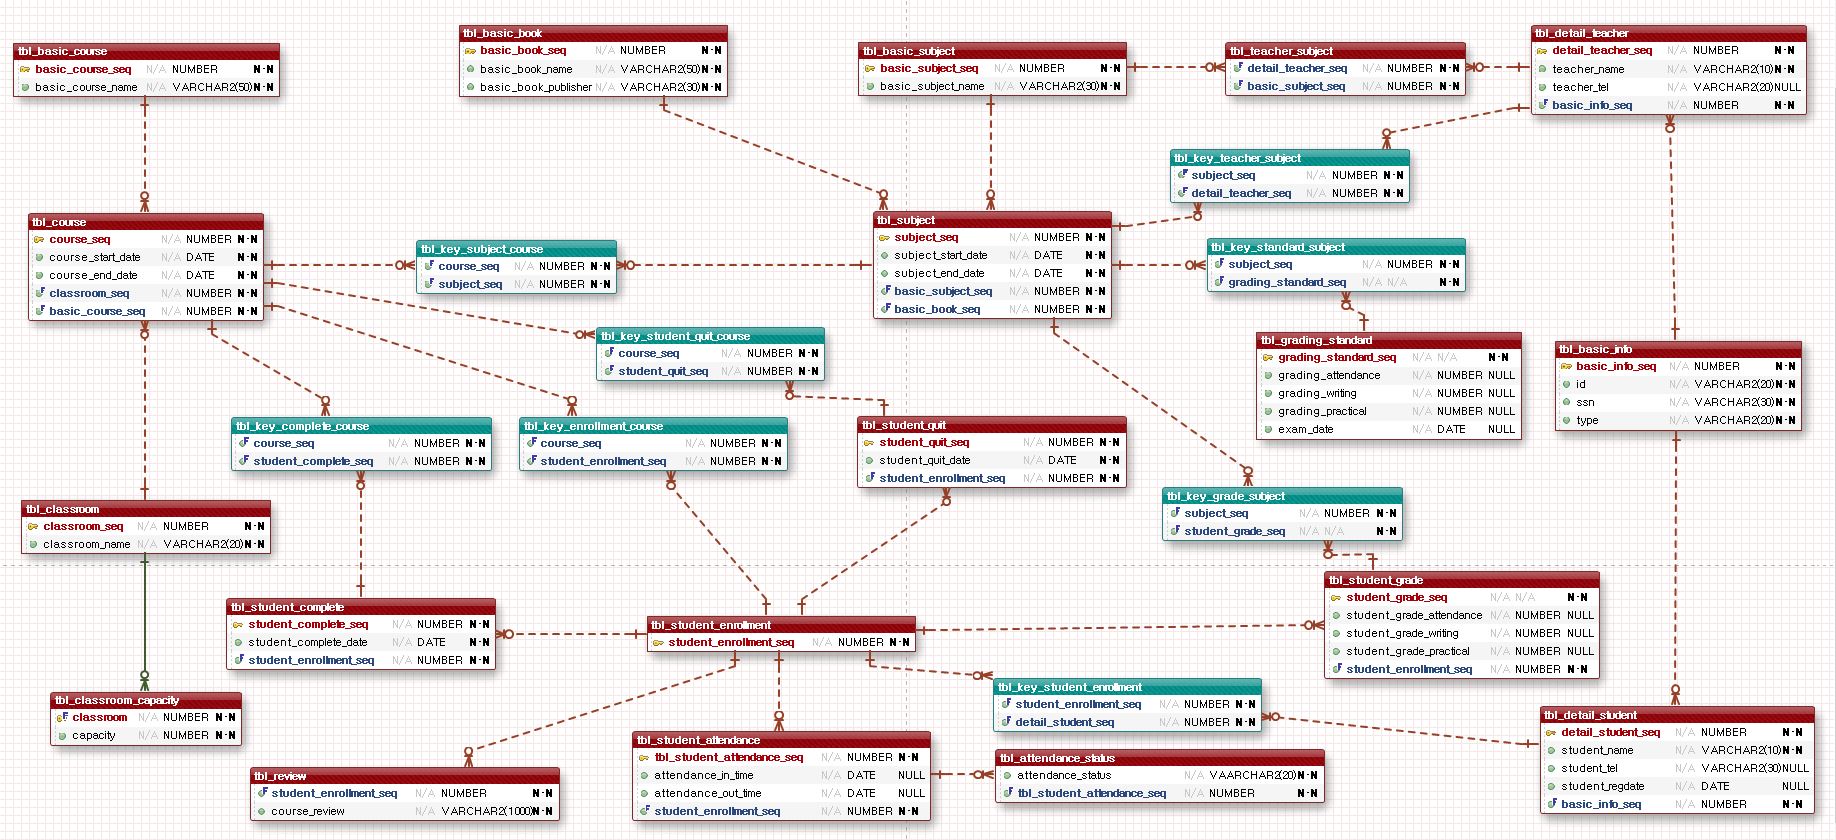 tbl_basic_course
basic_course_seq N/A NUMBER N-N
basic_course_name N/A VARCHAR2(50) N-N
tbl_basic_book
basic_book_seq N/A NUMBER N-N
basic_book_name N/A VARCHAR2(50) N-N
basic_book_publisher N/A VARCHAR2(30) N-N
tbl_basic_subject
basic_subject_seq N/A NUMBER N-N
basic_subject_name N/A VARCHAR2(30) N-N
tbl_teacher_subject
detail_teacher_seq N/A NUMBER N-N
basic_subject_seq N/A NUMBER N-N
tbl_detail_teacher
detail_teacher_seq N/A NUMBER N-N
teacher_name N/A VARCHAR2(10) N-N
teacher_tel N/A VARCHAR2(20) NULL
basic_info_seq N/A NUMBER N-N
tbl_key_teacher_subject
subject_seq N/A NUMBER N-N
detail_teacher_seq N/A NUMBER N-N
tbl_course
course_seq N/A NUMBER N-N
course_start_date N/A DATE N-N
course_end_date N/A DATE N-N
classroom_seq N/A NUMBER N-N
basic_course_seq N/A NUMBER N-N
tbl_key_subject_course
course_seq N/A NUMBER N-N
subject_seq N/A NUMBER N-N
tbl_subject
subject_seq N/A NUMBER N-N
subject_start_date N/A DATE N-N
subject_end_date N/A DATE N-N
basic_subject_seq N/A NUMBER N-N
basic_book_seq N/A NUMBER N-N
tbl_key_standard_subject
subject_seq N/A NUMBER N-N
grading_standard_seq N/A N/A N-N
tbl_key_student_quit_course
course_seq N/A NUMBER N-N
student_quit_seq N/A NUMBER N-N
tbl_grading_standard
grading_standard_seq N/A N/A N-N
grading_attendance N/A NUMBER NULL
grading_writing N/A NUMBER NULL
grading_practical N/A NUMBER NULL
exam_date N/A DATE NULL
tbl_basic_info
basic_info_seq N/A NUMBER N-N
id N/A VARCHAR2(20) N-N
ssn N/A VARCHAR2(30) N-N
type N/A VARCHAR2(20) N-N
tbl_key_complete_course
course_seq N/A NUMBER N-N
student_complete_seq N/A NUMBER N-N
tbl_key_enrollment_course
course_seq N/A NUMBER N-N
student_enrollment_seq N/A NUMBER N-N
tbl_student_quit
student_quit_seq N/A NUMBER N-N
student_quit_date N/A DATE N-N
student_enrollment_seq N/A NUMBER N-N
tbl_classroom
classroom_seq N/A NUMBER N-N
classroom_name N/A VARCHAR2(20) N-N
tbl_key_grade_subject
subject_seq N/A NUMBER N-N
student_grade_seq N/A N/A N-N
tbl_student_complete
student_complete_seq N/A NUMBER N-N
student_complete_date N/A DATE N-N
student_enrollment_seq N/A NUMBER N-N
tbl_student_enrollment
student_enrollment_seq N/A NUMBER N-N
tbl_student_grade
student_grade_seq N/A N/A N-N
student_grade_attendance N/A NUMBER NULL
student_grade_writing N/A NUMBER NULL
student_grade_practical N/A NUMBER NULL
student_enrollment_seq N/A NUMBER N-N
tbl_classroom_capacity
classroom N/A NUMBER N-N
capacity N/A NUMBER N-N
tbl_key_student_enrollment
student_enrollment_seq N/A NUMBER N-N
detail_student_seq N/A NUMBER N-N
tbl_detail_student
detail_student_seq N/A NUMBER N-N
student_name N/A VARCHAR2(10) N-N
student_tel N/A VARCHAR2(30) NULL
student_regdate N/A DATE NULL
basic_info_seq N/A NUMBER N-N
tbl_review
student_enrollment_seq N/A NUMBER N-N
course_review N/A VARCHAR2(1000) N-N
tbl_student_attendance
tbl_student_attendance_seq N/A NUMBER N-N
attendance_in_time N/A DATE NULL
attendance_out_time N/A DATE NULL
student_enrollment_seq N/A NUMBER N-N
tbl_attendance_status
attendance_status N/A VAARCHAR2(20) N-N
tbl_student_attendance_seq N/A NUMBER N-N